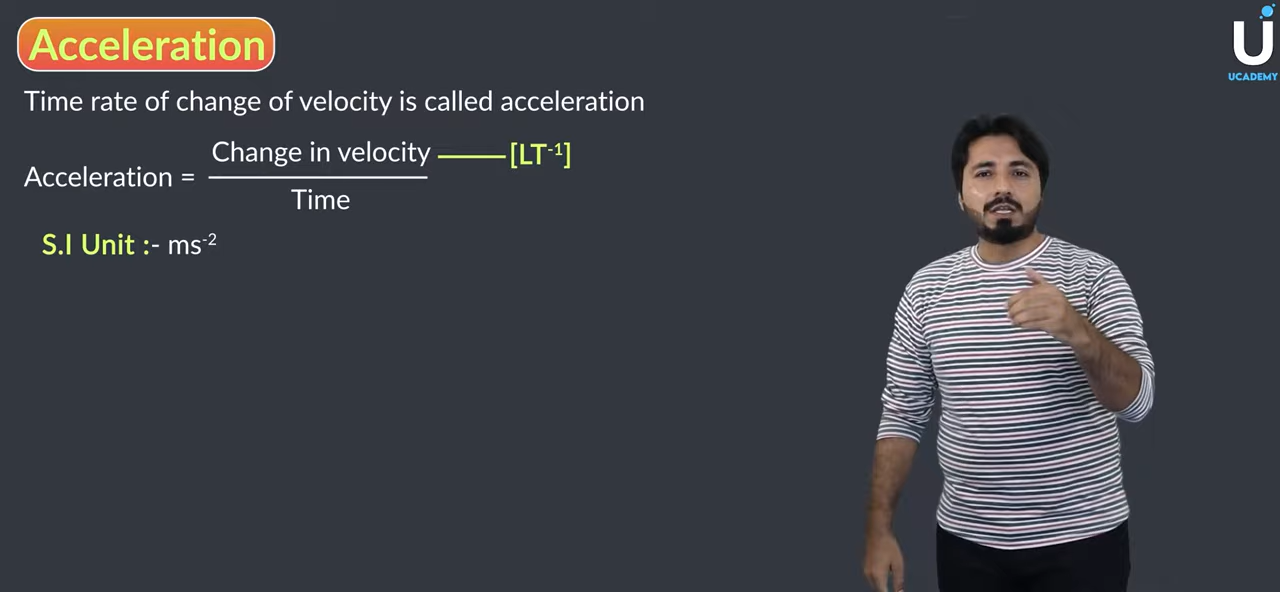 Acceleration
Time rate of change of velocity is called acceleration
Acceleration = Change in velocity / Time —— [LT⁻¹]
S.I Unit :- ms⁻²
U
UCADEMY